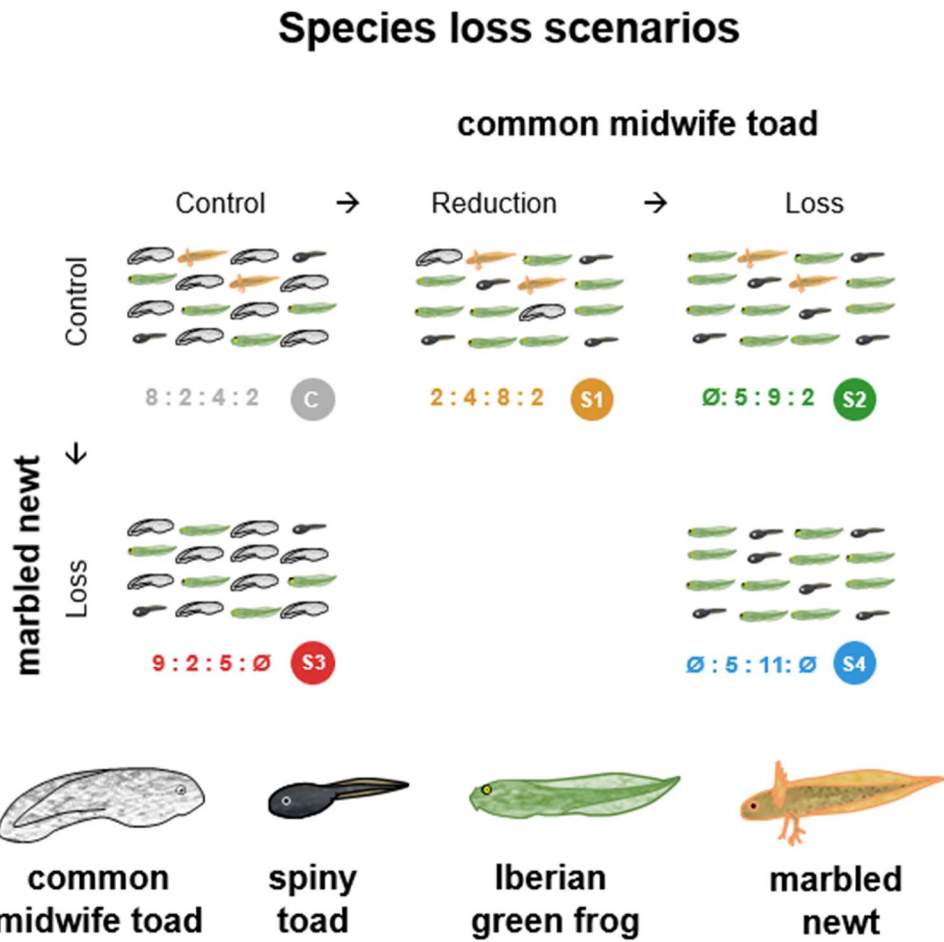 Species loss scenarios
common midwife toad
Control → Reduction → Loss
Control
8 : 2 : 4 : 2 C
2 : 4 : 8 : 2 S1
Ø: 5 : 9 : 2 S2
↓
marbled newt
Loss
9 : 2 : 5 : Ø S3
Ø : 5 : 11: Ø S4
common
midwife toad
spiny
toad
Iberian
green frog
marbled
newt